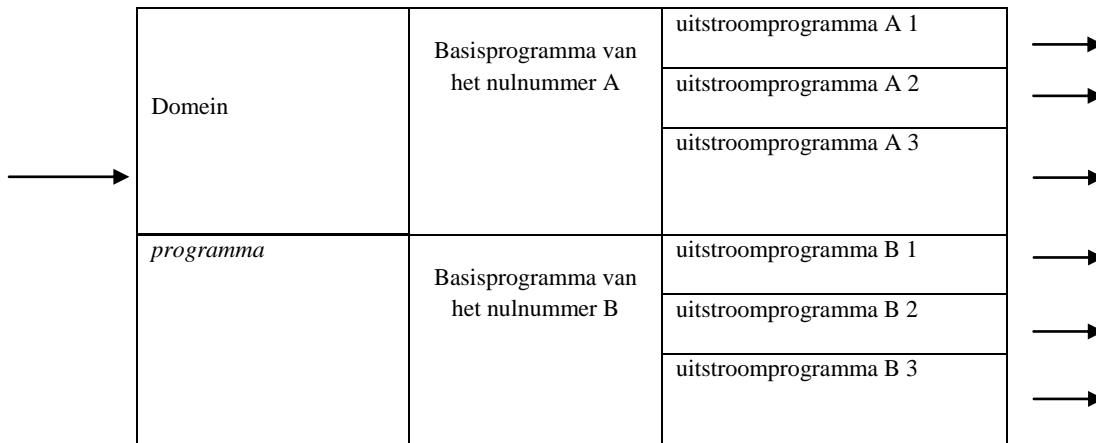 Domein
Basisprogramma van
het nulnummer A
uitstroomprogramma A 1
uitstroomprogramma A 2
uitstroomprogramma A 3
programma
Basisprogramma van
het nulnummer B
uitstroomprogramma B 1
uitstroomprogramma B 2
uitstroomprogramma B 3